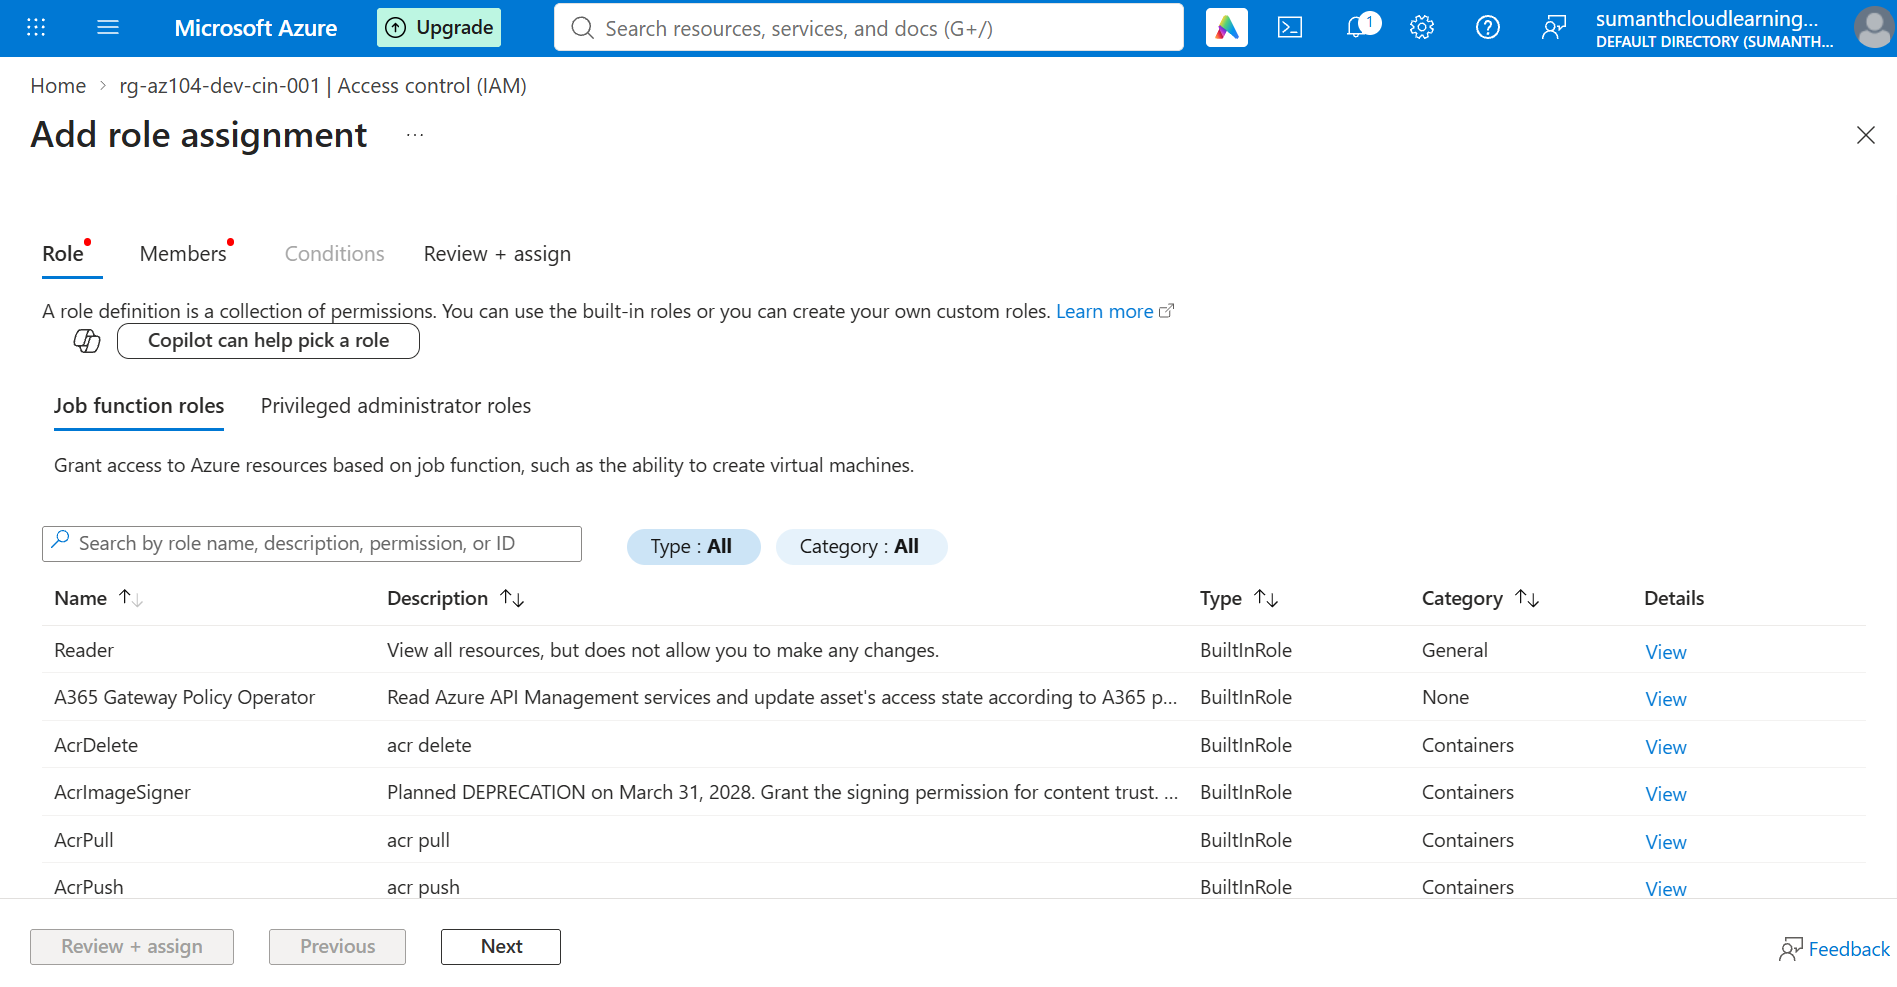 Microsoft Azure
Upgrade
Search resources, services, and docs (G+/)
1
sumanthcloudlearning...
DEFAULT DIRECTORY (SUMANTH...
Home > rg-az104-dev-cin-001 | Access control (IAM)
Add role assignment ...
Role Members Conditions Review + assign
A role definition is a collection of permissions. You can use the built-in roles or you can create your own custom roles. Learn more
Copilot can help pick a role
Job function roles Privileged administrator roles
Grant access to Azure resources based on job function, such as the ability to create virtual machines.
Search by role name, description, permission, or ID Type : All Category : All
Name Description Type Category Details
Reader View all resources, but does not allow you to make any changes. BuiltInRole General View
A365 Gateway Policy Operator Read Azure API Management services and update asset's access state according to A365 p... BuiltInRole None View
AcrDelete acr delete BuiltInRole Containers View
AcrImageSigner Planned DEPRECATION on March 31, 2028. Grant the signing permission for content trust. ... BuiltInRole Containers View
AcrPull acr pull BuiltInRole Containers View
AcrPush acr push BuiltInRole Containers View
Review + assign Previous Next Feedback